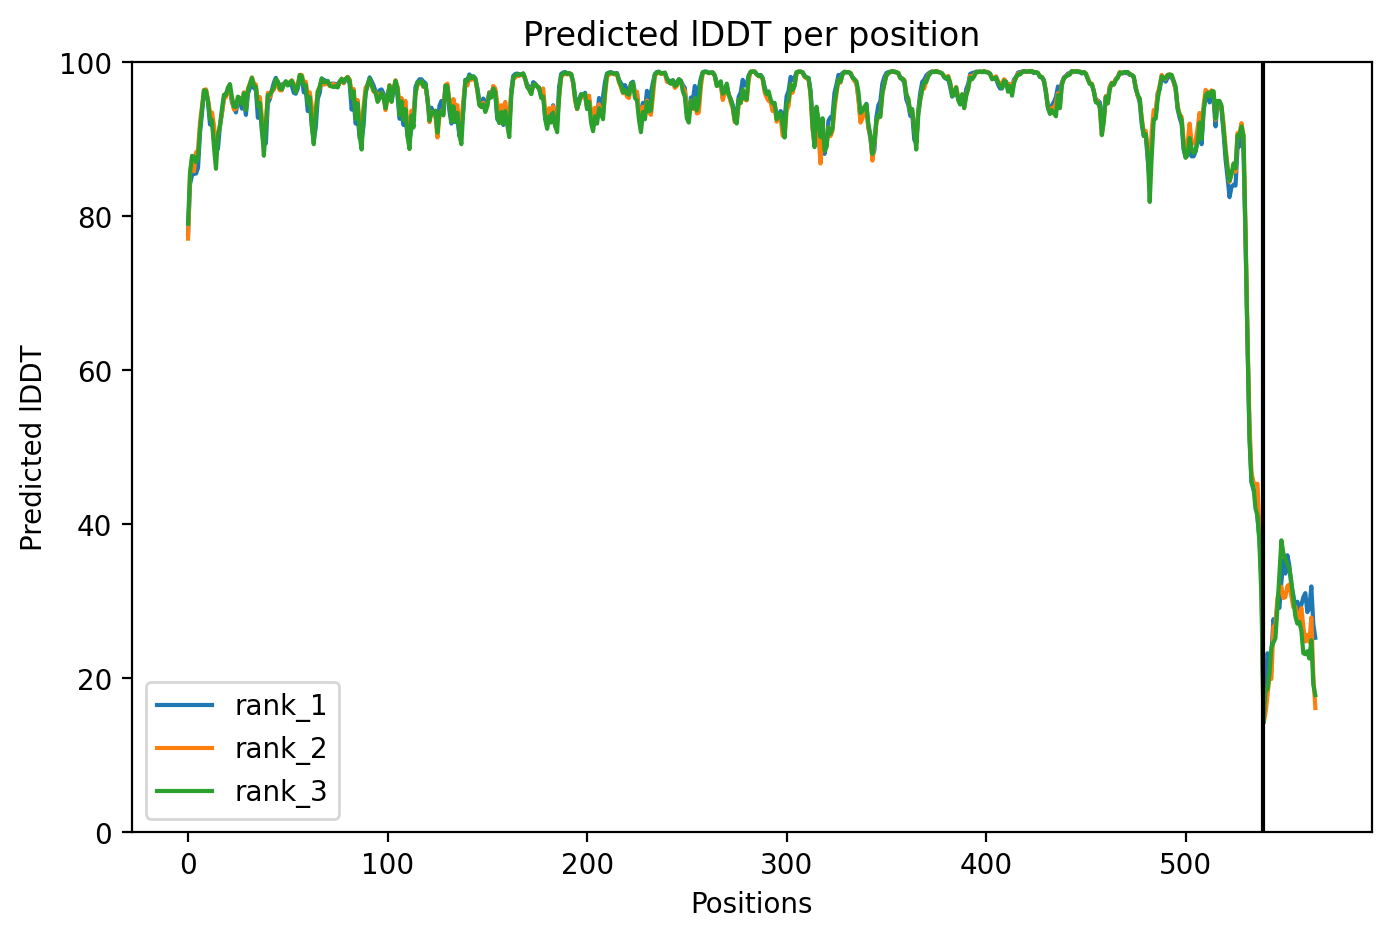 Predicted lDDT per position
100
80
60
40
20
0
Predicted lDDT
rank_1
rank_2
rank_3
0 100 200 300 400 500
Positions